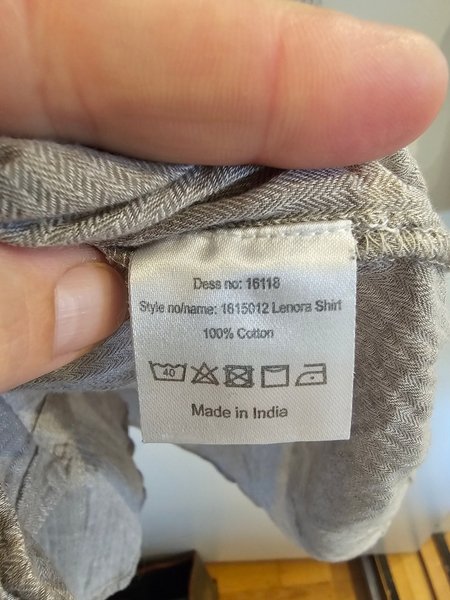 Dess no: 16118
Style no/name: 1615012 Lenora Shirt
100% Cotton
40
Made in India